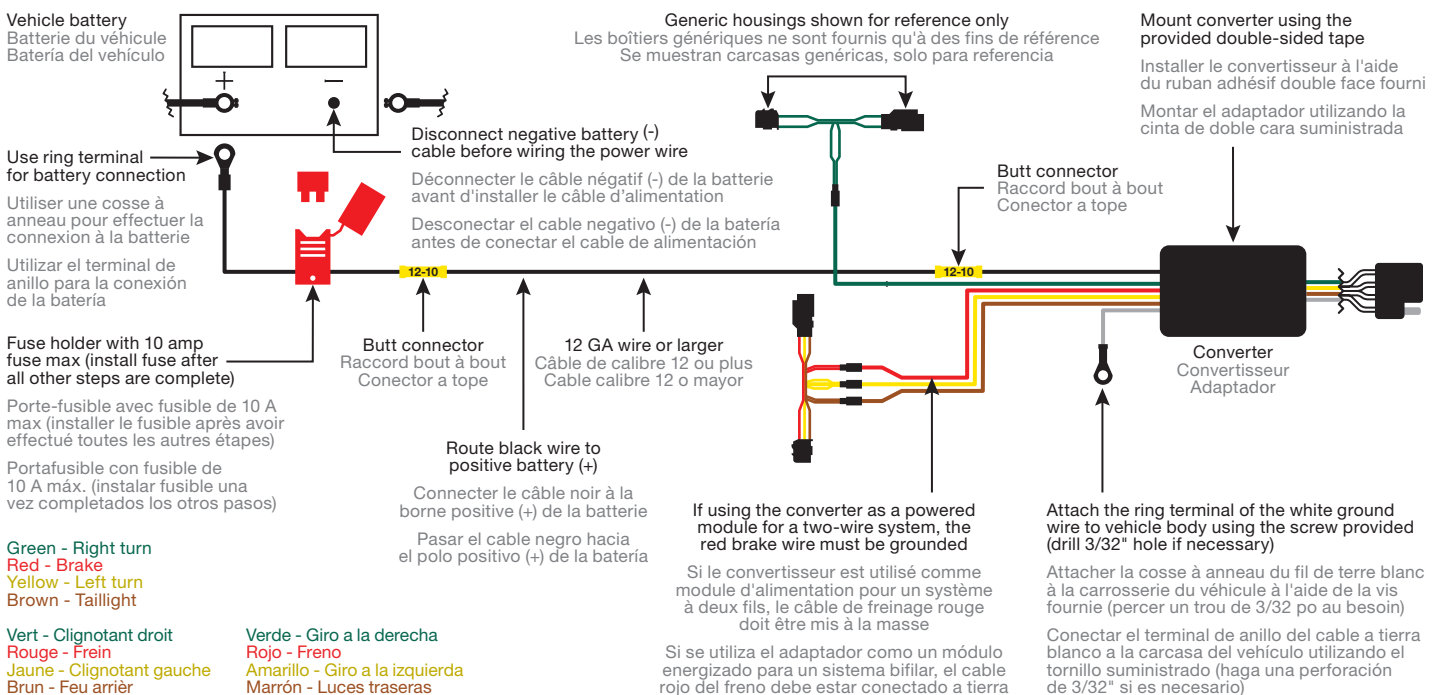 Vehicle battery
Batterie du véhicule
Batería del vehículo
+
−
Use ring terminal
for battery connection
Utiliser une cosse à
anneau pour effectuer la
connexion à la batterie
Utilizar el terminal de
anillo para la conexión
de la batería
Disconnect negative battery (-)
cable before wiring the power wire
Déconnecter le câble négatif (-) de la batterie
avant d'installer le câble d'alimentation
Desconectar el cable negativo (-) de la batería
antes de conectar el cable de alimentación
Generic housings shown for reference only
Les boîtiers génériques ne sont fournis qu'à des fins de référence
Se muestran carcasas genéricas, solo para referencia
Mount converter using the
provided double-sided tape
Installer le convertisseur à l'aide
du ruban adhésif double face fourni
Montar el adaptador utilizando la
cinta de doble cara suministrada
Butt connector
Raccord bout à bout
Conector a tope
12-10
12-10
Fuse holder with 10 amp
fuse max (install fuse after
all other steps are complete)
Porte-fusible avec fusible de 10 A
max (installer le fusible après avoir
effectué toutes les autres étapes)
Portafusible con fusible de
10 A máx. (instalar fusible una
vez completados los otros pasos)
Butt connector
Raccord bout à bout
Conector a tope
12 GA wire or larger
Câble de calibre 12 ou plus
Cable calibre 12 o mayor
Route black wire to
positive battery (+)
Connecter le câble noir à la
borne positive (+) de la batterie
Pasar el cable negro hacia
el polo positivo (+) de la batería
Converter
Convertisseur
Adaptador
If using the converter as a powered
module for a two-wire system, the
red brake wire must be grounded
Si le convertisseur est utilisé comme
module d'alimentation pour un système
à deux fils, le câble de freinage rouge
doit être mis à la masse
Si se utiliza el adaptador como un módulo
energizado para un sistema bifilar, el cable
rojo del freno debe estar conectado a tierra
Attach the ring terminal of the white ground
wire to vehicle body using the screw provided
(drill 3/32" hole if necessary)
Attacher la cosse à anneau du fil de terre blanc
à la carrosserie du véhicule à l'aide de la vis
fournie (percer un trou de 3/32 po au besoin)
Conectar el terminal de anillo del cable a tierra
blanco a la carcasa del vehículo utilizando el
tornillo suministrado (haga una perforación
de 3/32" si es necesario)
Green - Right turn
Red - Brake
Yellow - Left turn
Brown - Taillight
Vert - Clignotant droit
Rouge - Frein
Jaune - Clignotant gauche
Brun - Feu arrièr
Verde - Giro a la derecha
Rojo - Freno
Amarillo - Giro a la izquierda
Marrón - Luces traseras